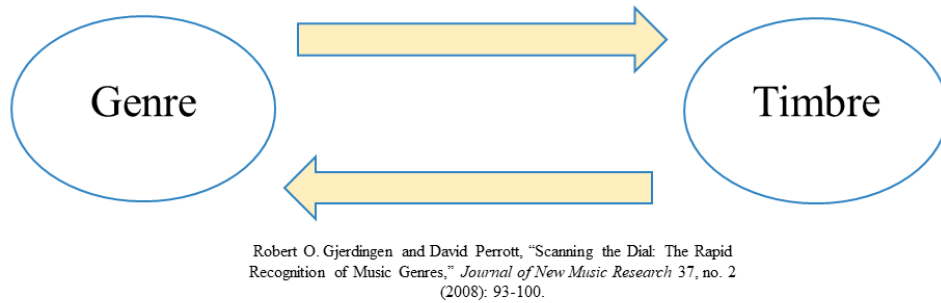 Genre
Timbre
Robert O. Gjerdingen and David Perrott, “Scanning the Dial: The Rapid
Recognition of Music Genres,” Journal of New Music Research 37, no. 2
(2008): 93-100.